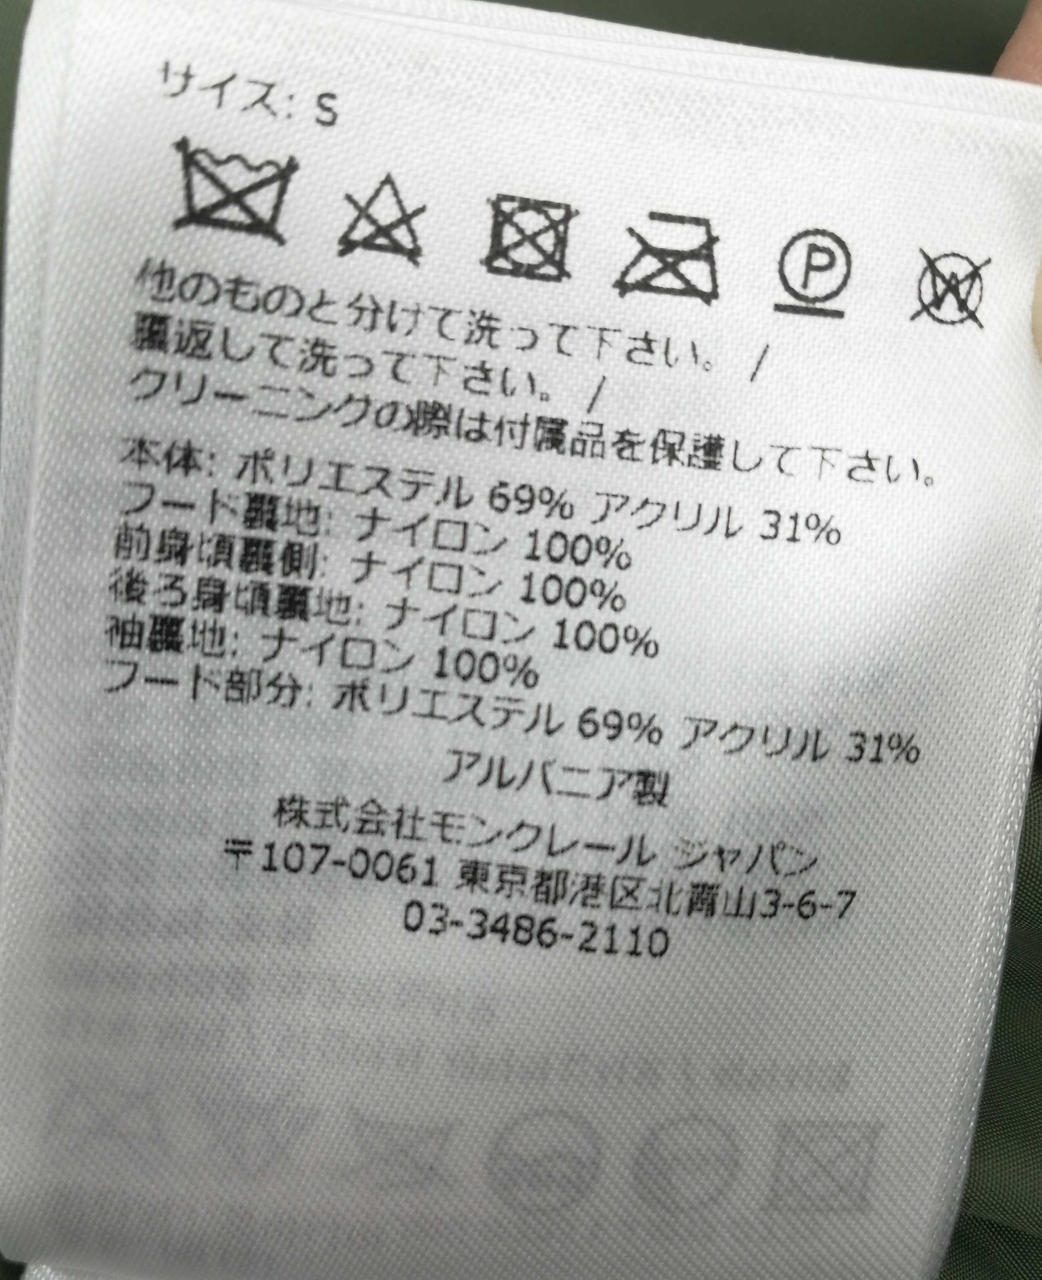 サイズ: S
P
W
他のものと分けて洗って下さい。 /
裏返して洗って下さい。 /
クリーニングの際は付属品を保護して下さい。
本体: ポリエステル 69% アクリル 31%
フード裏地: ナイロン 100%
前身頃裏側: ナイロン 100%
後ろ身頃裏地: ナイロン 100%
袖裏地: ナイロン 100%
フード部分: ポリエステル 69% アクリル 31%
アルバニア製
株式会社モンクレール ジャパン
〒107-0061 東京都港区北青山3-6-7
03-3486-2110